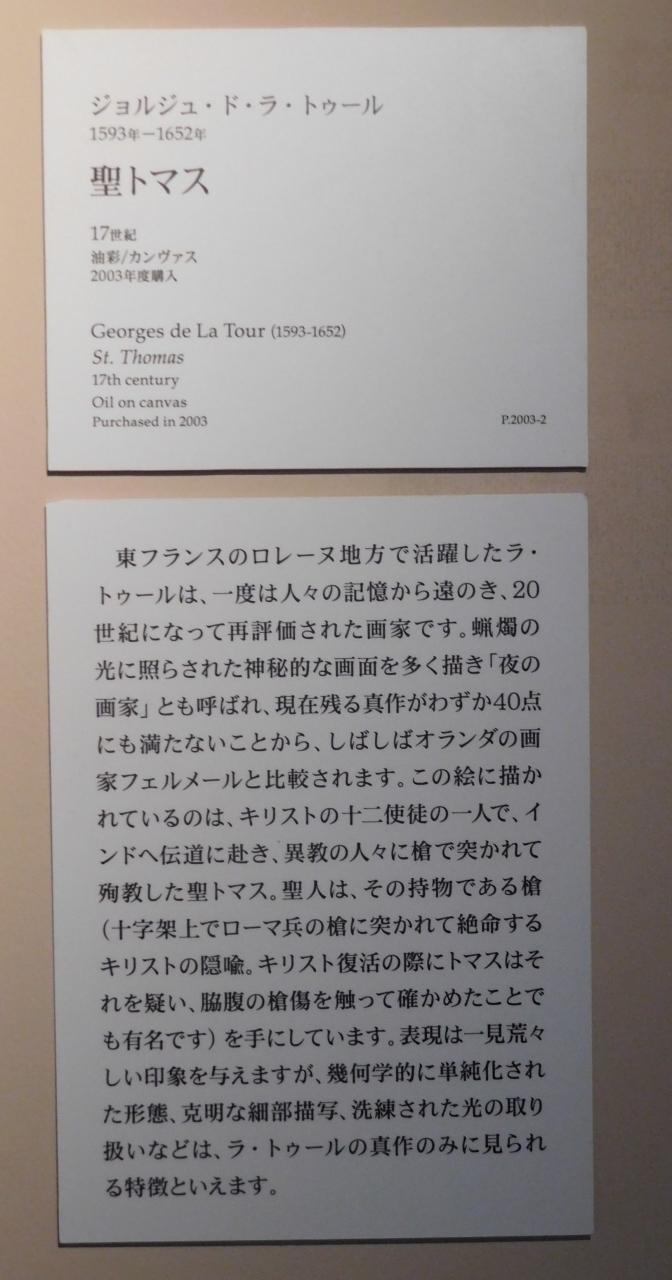 ジョルジュ・ド・ラ・トゥール
1593年－1652年
聖トマス
17世紀
油彩/カンヴァス
2003年度購入
Georges de La Tour (1593-1652)
St. Thomas
17th century
Oil on canvas
Purchased in 2003
P.2003-2
東フランスのロレーヌ地方で活躍したラ・
トゥールは、一度は人々の記憶から遠のき、20
世紀になって再評価された画家です。蝋燭の
光に照らされた神秘的な画面を多く描き「夜の
画家」とも呼ばれ、現在残る真作がわずか40点
にも満たないことから、しばしばオランダの画
家フェルメールと比較されます。この絵に描か
れているのは、キリストの十二使徒の一人で、イ
ンドへ伝道に赴き、異教の人々に槍で突かれて
殉教した聖トマス。聖人は、その持物である槍
（十字架上でローマ兵の槍に突かれて絶命する
キリストの隠喩。キリスト復活の際にトマスはそ
れを疑い、脇腹の槍傷を触って確かめたことで
も有名です）を手にしています。表現は一見荒々
しい印象を与えますが、幾何学的に単純化され
た形態、克明な細部描写、洗練された光の取り
扱いなどは、ラ・トゥールの真作のみに見られ
る特徴といえます。